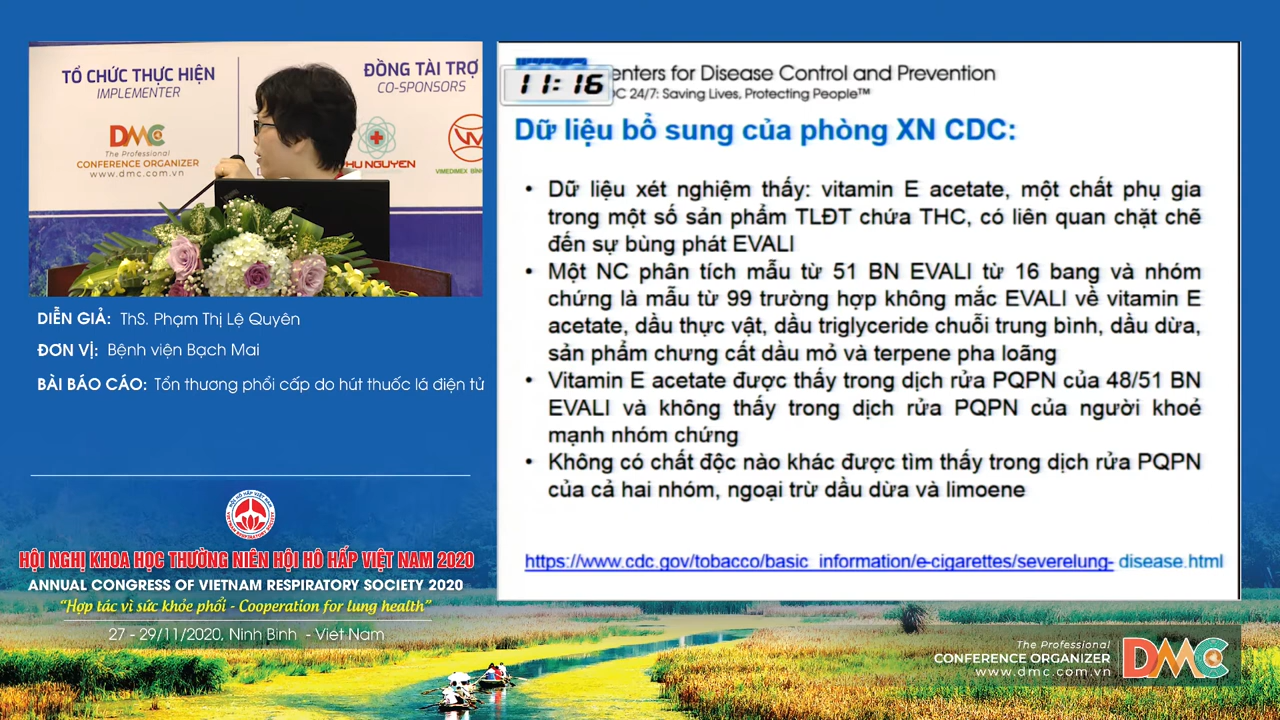 TỔ CHỨC THỰC HIỆN
IMPLEMENTER
DMC
The Professional
CONFERENCE ORGANIZER
www.dmc.com.vn
ĐỒNG TÀI TRỢ
CO-SPONSORS
HU NGUYEN
VIMEDIMEX BÌN
DIỄN GIẢ: ThS. Phạm Thị Lệ Quyên
ĐƠN VỊ: Bệnh viện Bạch Mai
BÀI BÁO CÁO: Tổn thương phổi cấp do hút thuốc lá điện tử
HỘI NGHỊ KHOA HỌC THƯỜNG NIÊN HỘI HÔ HẤP VIỆT NAM 2020
ANNUAL CONGRESS OF VIETNAM RESPIRATORY SOCIETY 2020
“Hợp tác vì sức khỏe phổi - Cooperation for lung health”
27 - 29/11/2020, Ninh Bình - Việt Nam
11:16
enters for Disease Control and Prevention
DC 24/7: Saving Lives, Protecting People™
Dữ liệu bổ sung của phòng XN CDC:
• Dữ liệu xét nghiệm thấy: vitamin E acetate, một chất phụ gia
trong một số sản phẩm TLĐT chứa THC, có liên quan chặt chẽ
đến sự bùng phát EVALI
• Một NC phân tích mẫu từ 51 BN EVALI từ 16 bang và nhóm
chứng là mẫu từ 99 trường hợp không mắc EVALI về vitamin E
acetate, dầu thực vật, dầu triglyceride chuỗi trung bình, dầu dừa,
sản phẩm chưng cất dầu mỏ và terpene pha loãng
• Vitamin E acetate được thấy trong dịch rửa PQPN của 48/51 BN
EVALI và không thấy trong dịch rửa PQPN của người khoẻ
mạnh nhóm chứng
• Không có chất độc nào khác được tìm thấy trong dịch rửa PQPN
của cả hai nhóm, ngoại trừ dầu dừa và limoene
https://www.cdc.gov/tobacco/basic_information/e-cigarettes/severelung- disease.html
The Professional
CONFERENCE ORGANIZER
www.dmc.com.vn
DMC